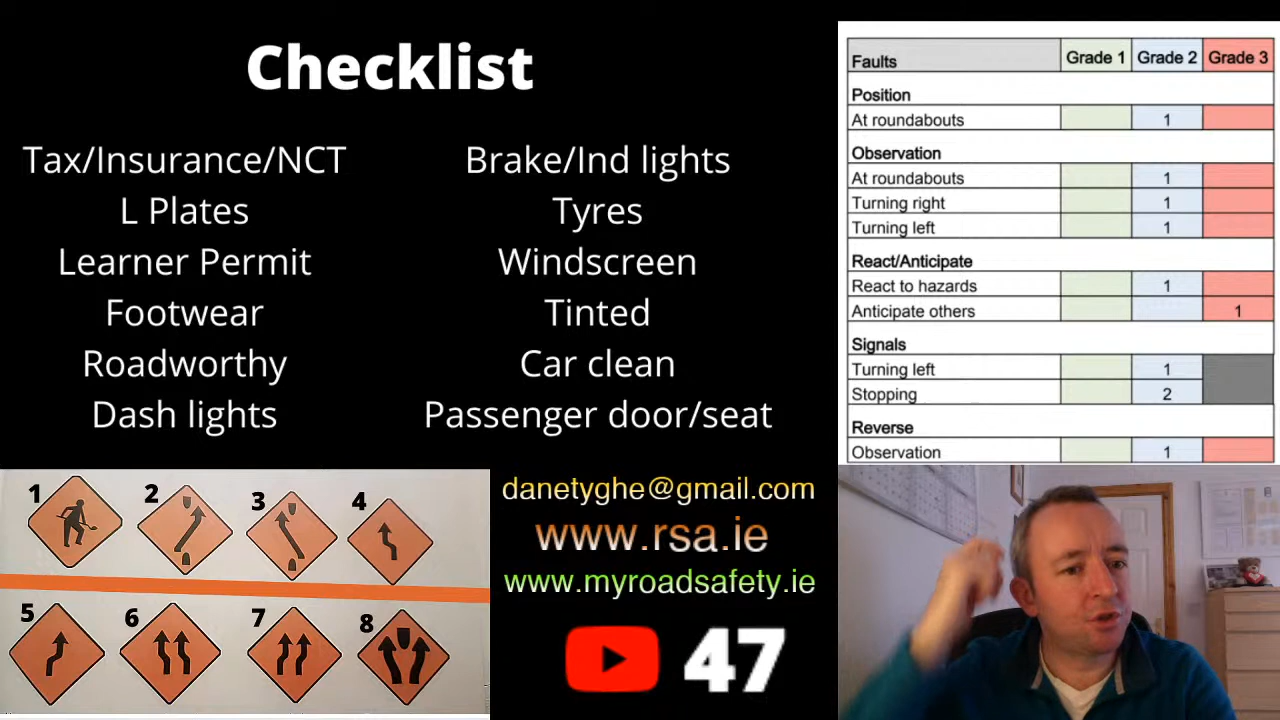 Checklist
Tax/Insurance/NCT
L Plates
Learner Permit
Footwear
Roadworthy
Dash lights
Brake/Ind lights
Tyres
Windscreen
Tinted
Car clean
Passenger door/seat
Faults Grade 1 Grade 2 Grade 3
Position
At roundabouts 1
Observation
At roundabouts 1
Turning right 1
Turning left 1
React/Anticipate
React to hazards 1
Anticipate others 1
Signals
Turning left 1
Stopping 2
Reverse
Observation 1
1 2 3 4
5 6 7 8
danetyghe@gmail.com
www.rsa.ie
www.myroadsafety.ie
47